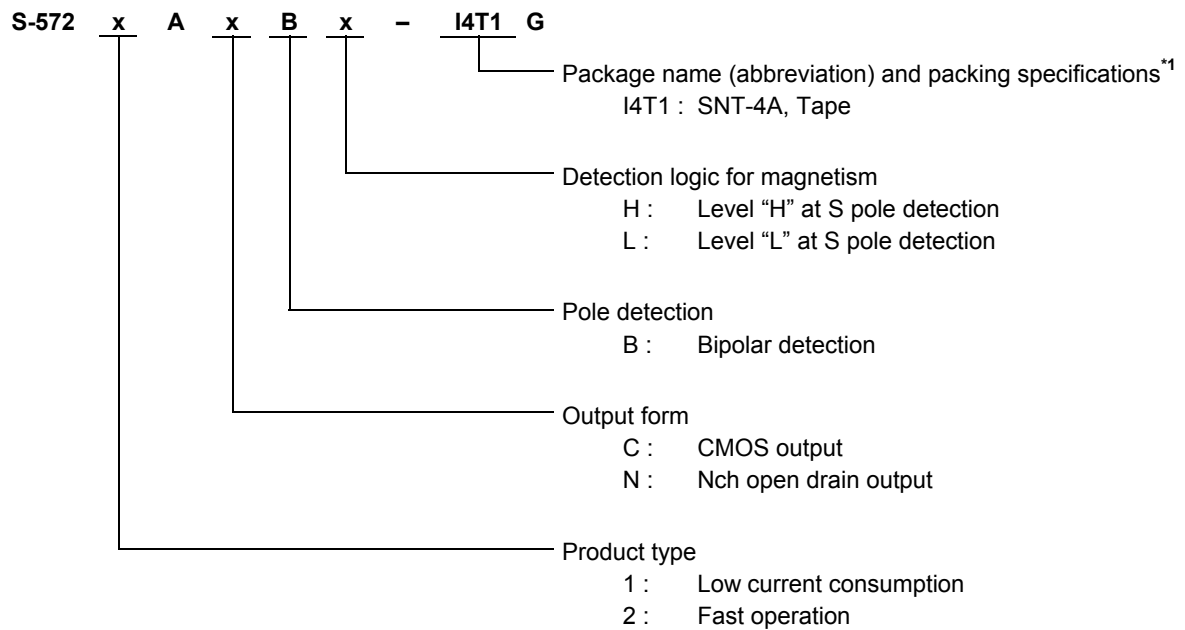 S-572 x A x B x – I4T1 G
Package name (abbreviation) and packing specifications*1
I4T1 : SNT-4A, Tape
Detection logic for magnetism
H : Level “H” at S pole detection
L : Level “L” at S pole detection
Pole detection
B : Bipolar detection
Output form
C : CMOS output
N : Nch open drain output
Product type
1 : Low current consumption
2 : Fast operation